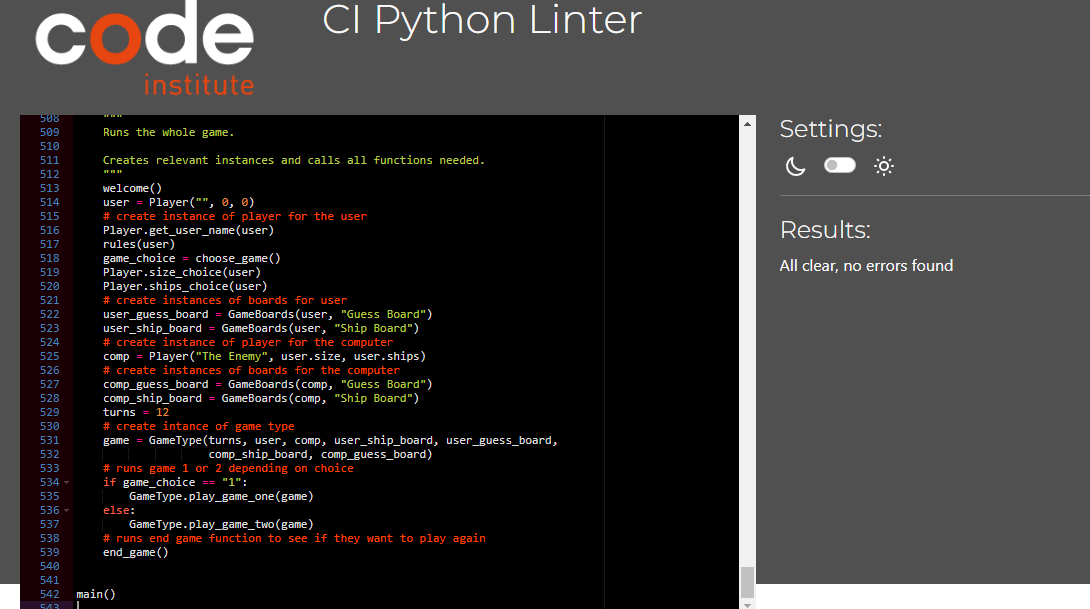 code
institute
CI Python Linter
508 """
509 Runs the whole game.
510
511 Creates relevant instances and calls all functions needed.
512 """
513 welcome()
514 user = Player("", 0, 0)
515 # create instance of player for the user
516 Player.get_user_name(user)
517 rules(user)
518 game_choice = choose_game()
519 Player.size_choice(user)
520 Player.ships_choice(user)
521 # create instances of boards for user
522 user_guess_board = GameBoards(user, "Guess Board")
523 user_ship_board = GameBoards(user, "Ship Board")
524 # create instance of player for the computer
525 comp = Player("The Enemy", user.size, user.ships)
526 # create instances of boards for the computer
527 comp_guess_board = GameBoards(comp, "Guess Board")
528 comp_ship_board = GameBoards(comp, "Ship Board")
529 turns = 12
530 # create intance of game type
531 game = GameType(turns, user, comp, user_ship_board, user_guess_board,
532 comp_ship_board, comp_guess_board)
533 # runs game 1 or 2 depending on choice
534 if game_choice == "1":
535 GameType.play_game_one(game)
536 else:
537 GameType.play_game_two(game)
538 # runs end game function to see if they want to play again
539 end_game()
540
541
542 main()
543
Settings:
Results:
All clear, no errors found